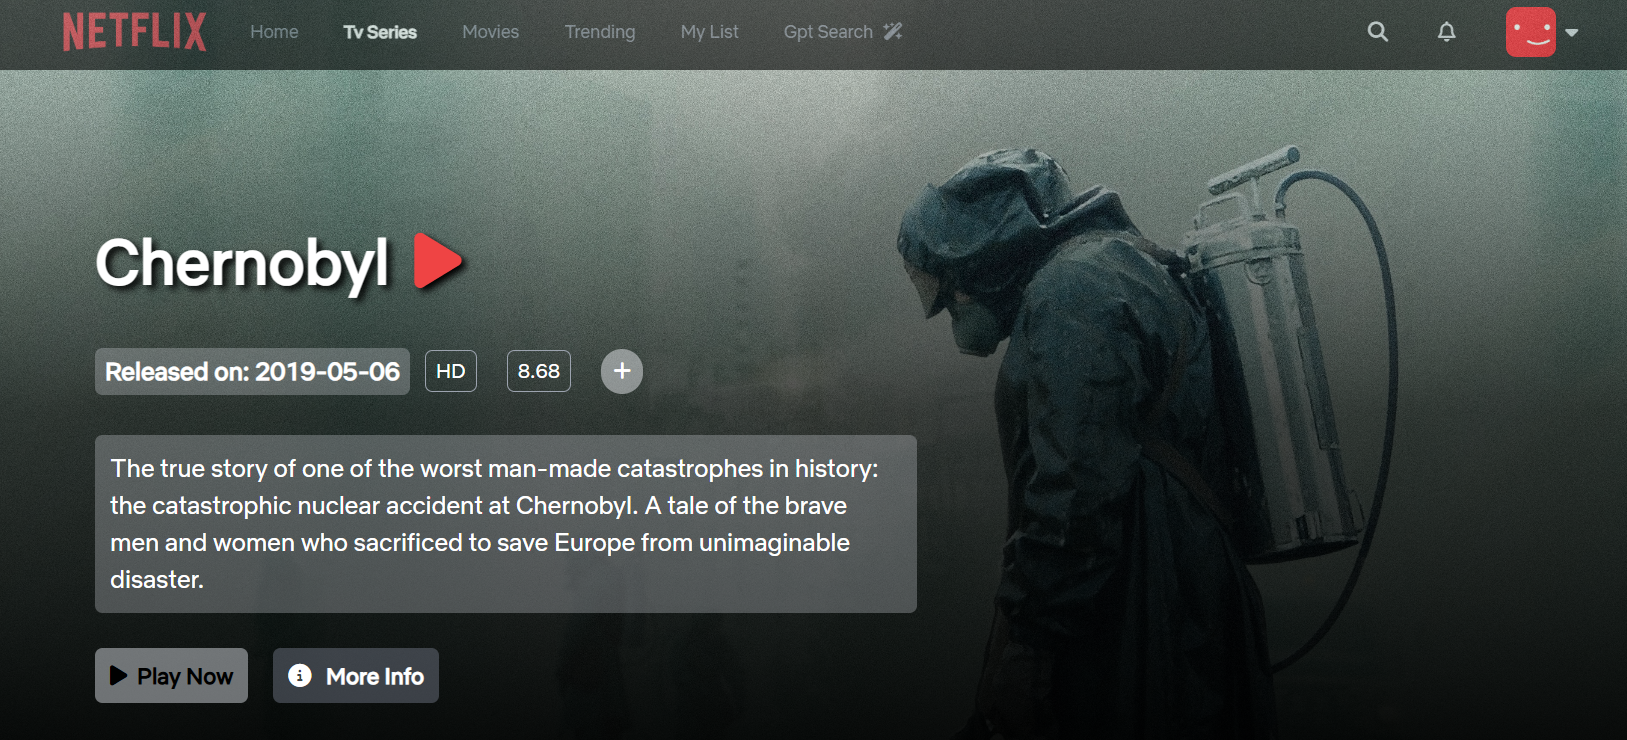 NETFLIX
Home
Tv Series
Movies
Trending
My List
Gpt Search
Chernobyl
Released on: 2019-05-06
HD
8.68
The true story of one of the worst man-made catastrophes in history:
the catastrophic nuclear accident at Chernobyl. A tale of the brave
men and women who sacrificed to save Europe from unimaginable
disaster.
Play Now
More Info